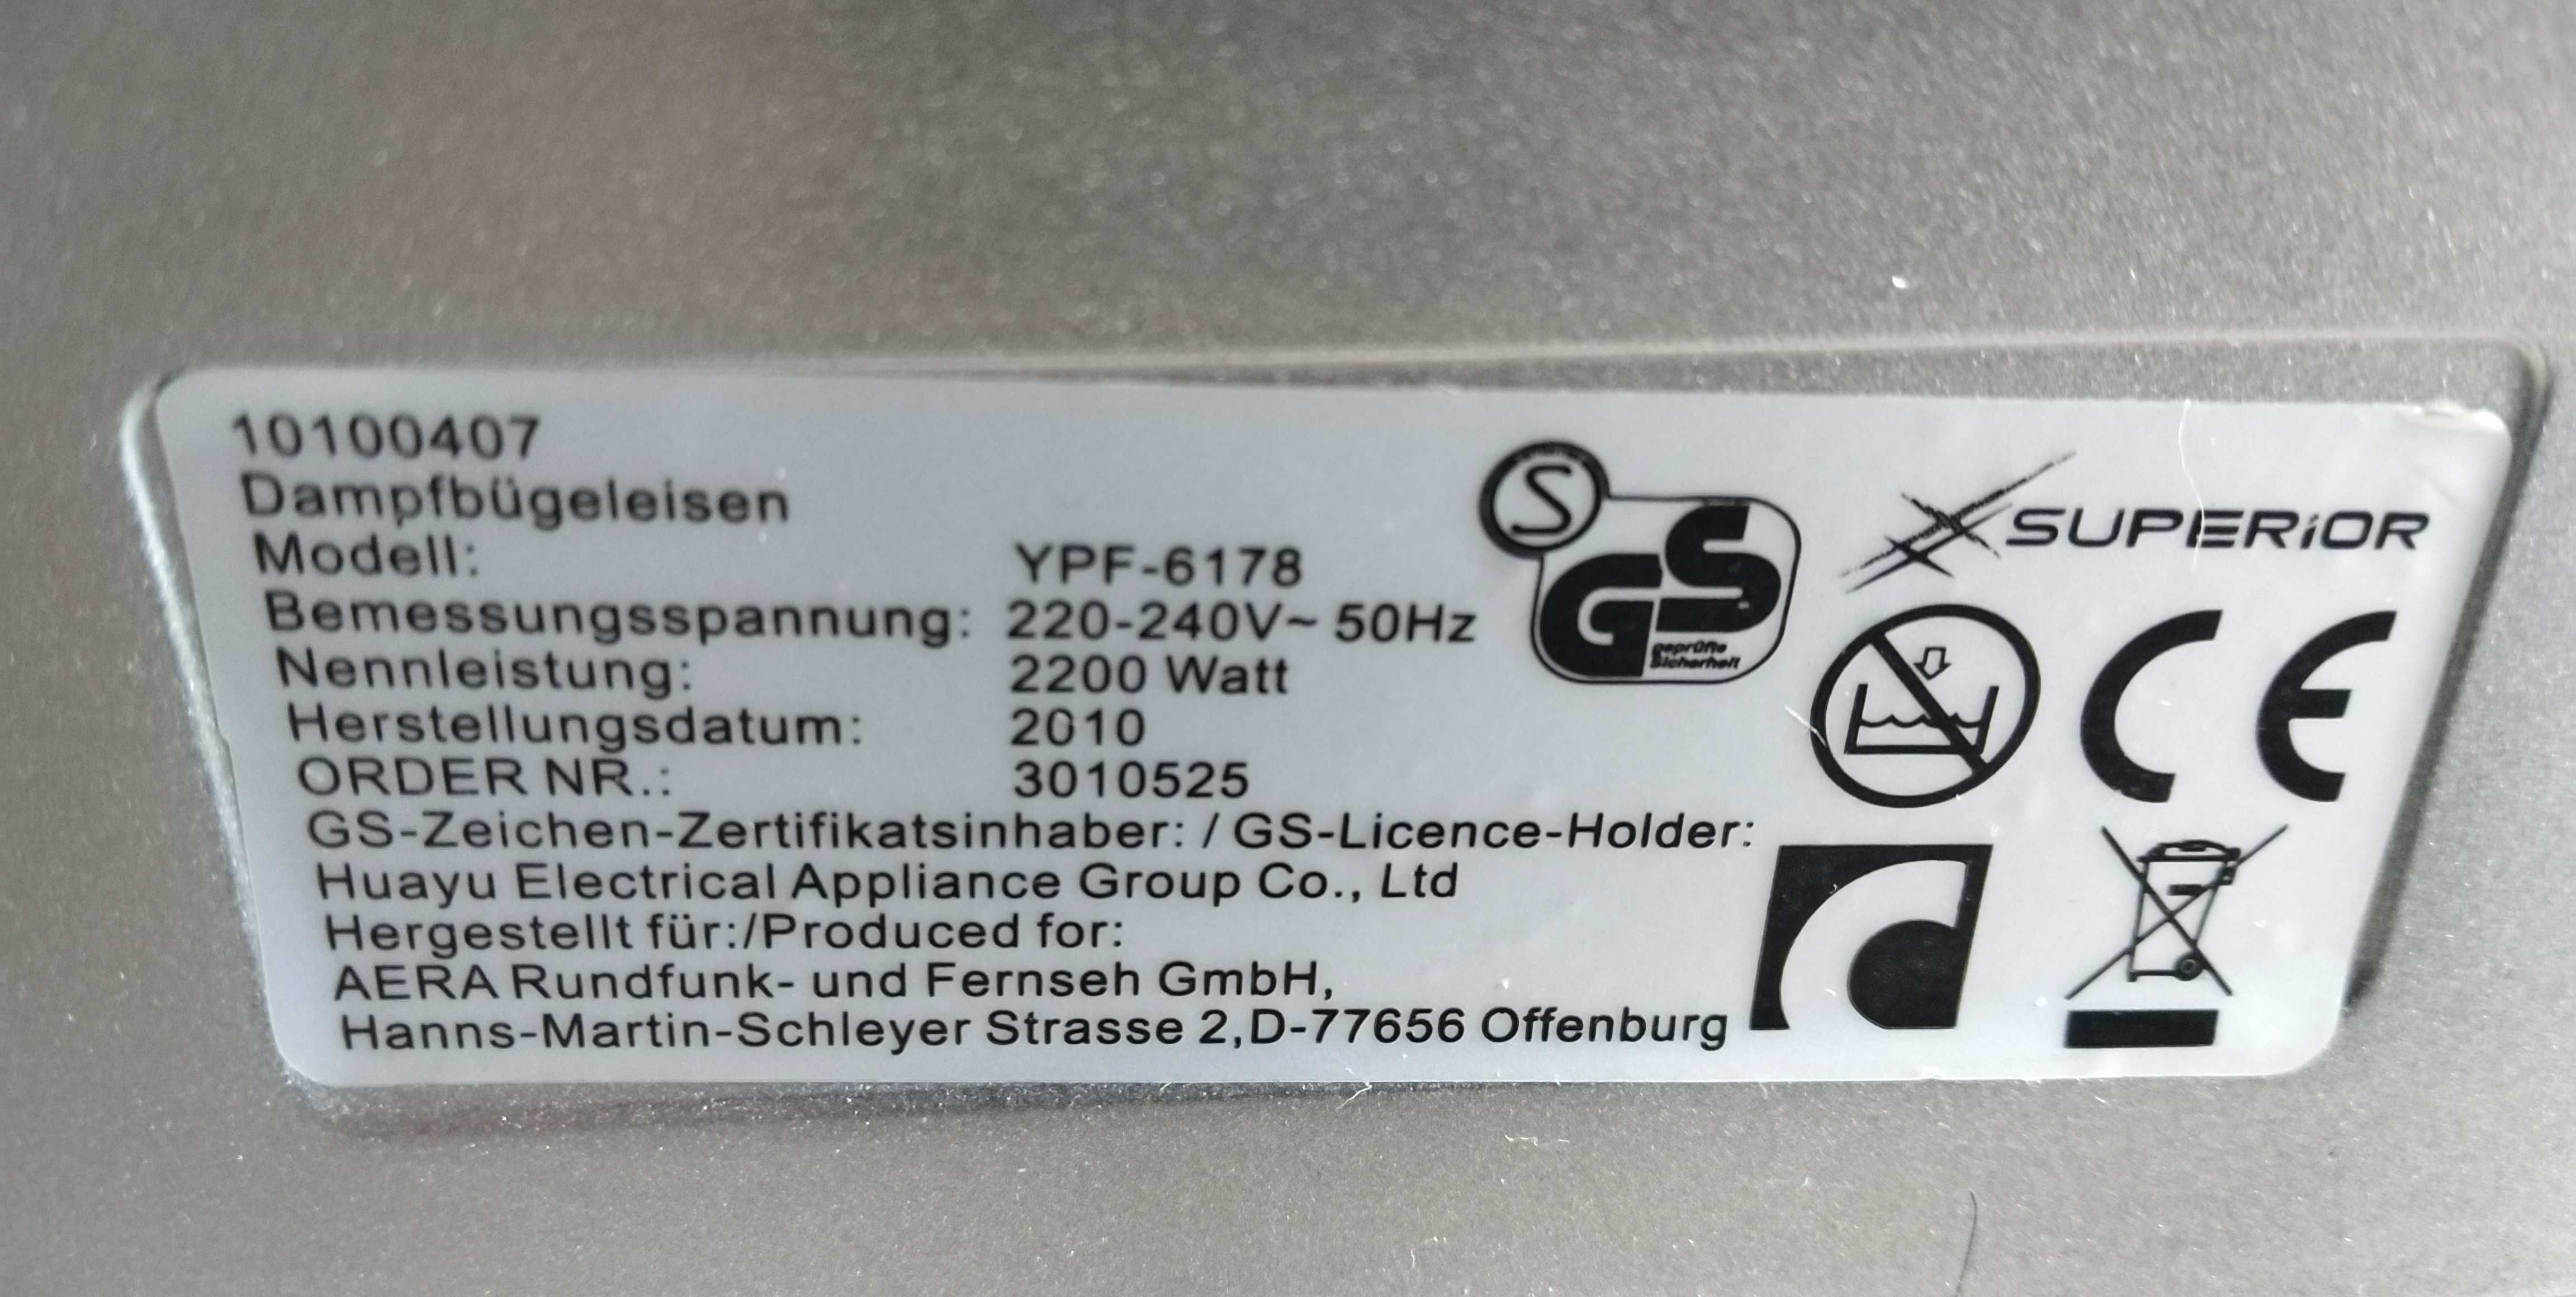 10100407
Dampfbügeleisen
Modell: YPF-6178
Bemessungsspannung: 220-240V~ 50Hz
Nennleistung: 2200 Watt
Herstellungsdatum: 2010
ORDER NR.: 3010525
GS-Zeichen-Zertifikatsinhaber: / GS-Licence-Holder:
Huayu Electrical Appliance Group Co., Ltd
Hergestellt für:/Produced for:
AERA Rundfunk- und Fernseh GmbH,
Hanns-Martin-Schleyer Strasse 2,D-77656 Offenburg
S
GS
geprüfte
Sicherheit
SUPERiOR
CE